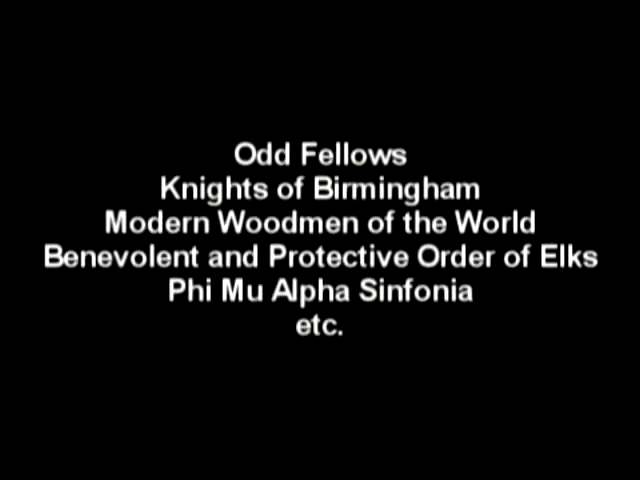 Odd Fellows
Knights of Birmingham
Modern Woodmen of the World
Benevolent and Protective Order of Elks
Phi Mu Alpha Sinfonia
etc.